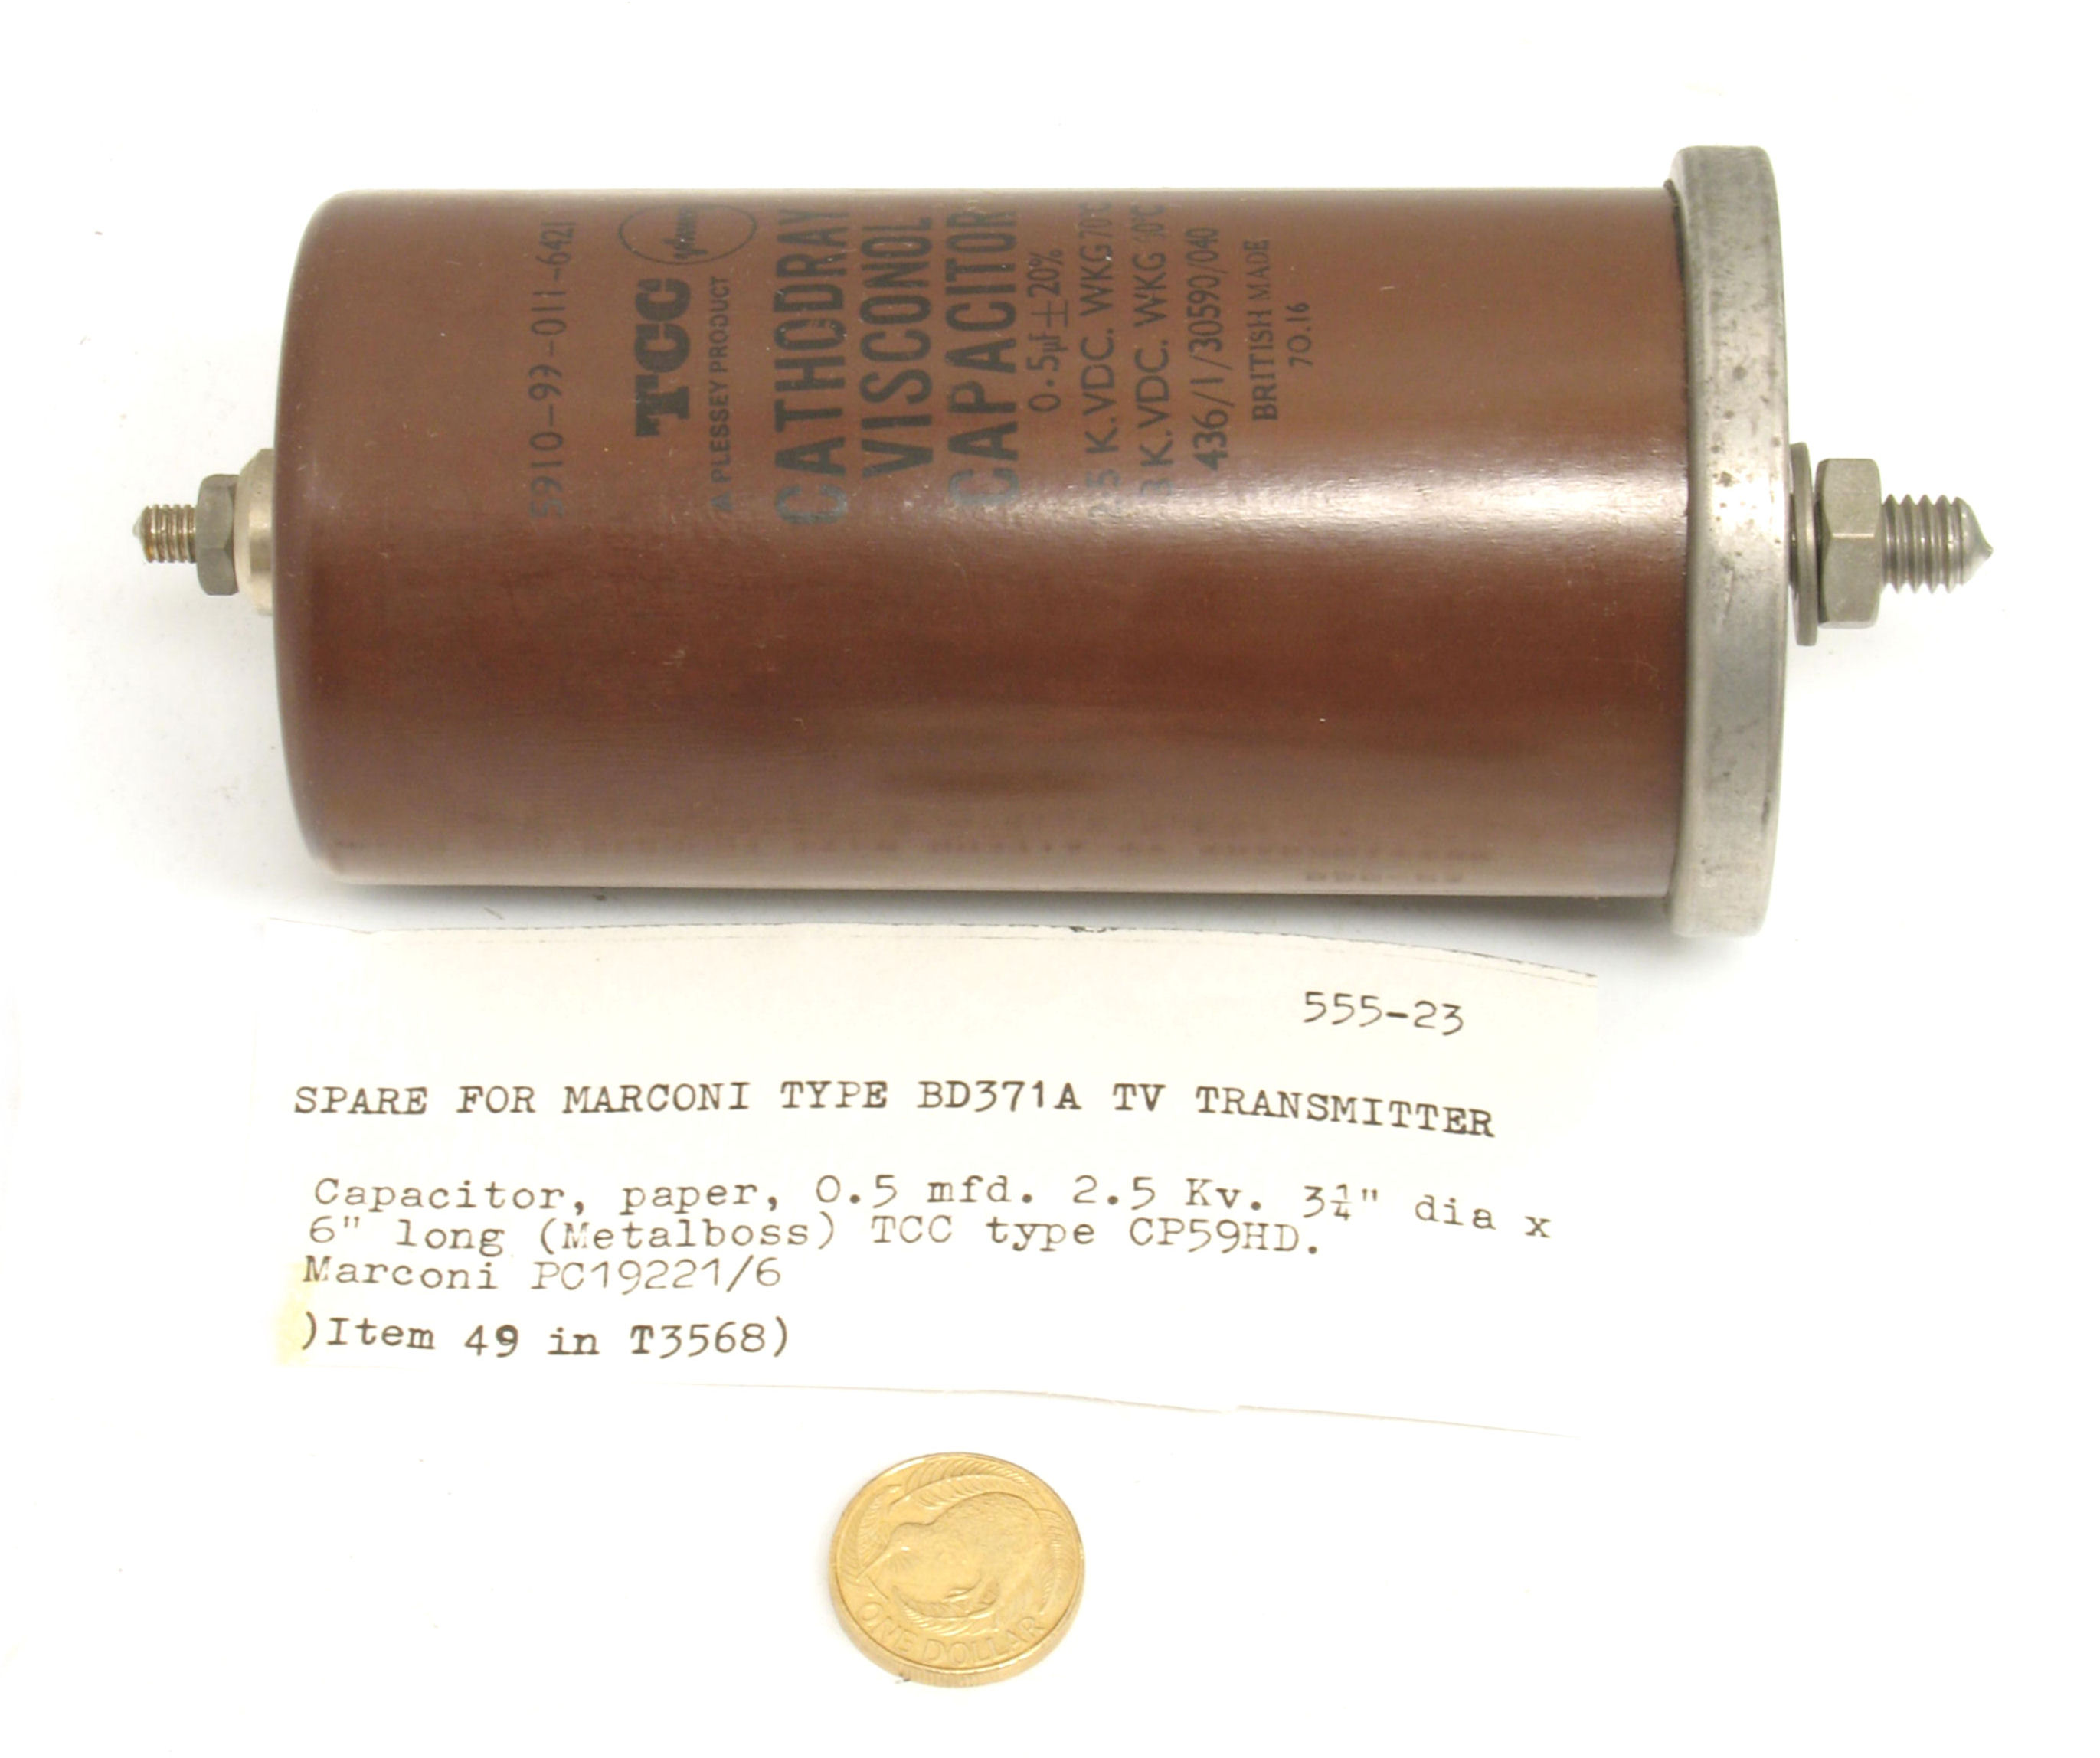 5910-99-011-6421
TCC
A PLESSEY PRODUCT
CATHODRAY
VISCONOL
CAPACITOR
0.5µF±20%
K.VDC. WKG 70°C
K.VDC. WKG
436/1/30590/040
BRITISH MADE
70.16
555-23
SPARE FOR MARCONI TYPE BD371A TV TRANSMITTER
Capacitor, paper, 0.5 mfd. 2.5 Kv. 3¼" dia x
6" long (Metalboss) TCC type CP59HD.
Marconi PC19221/6
)Item 49 in T3568)
ONE DOLLAR